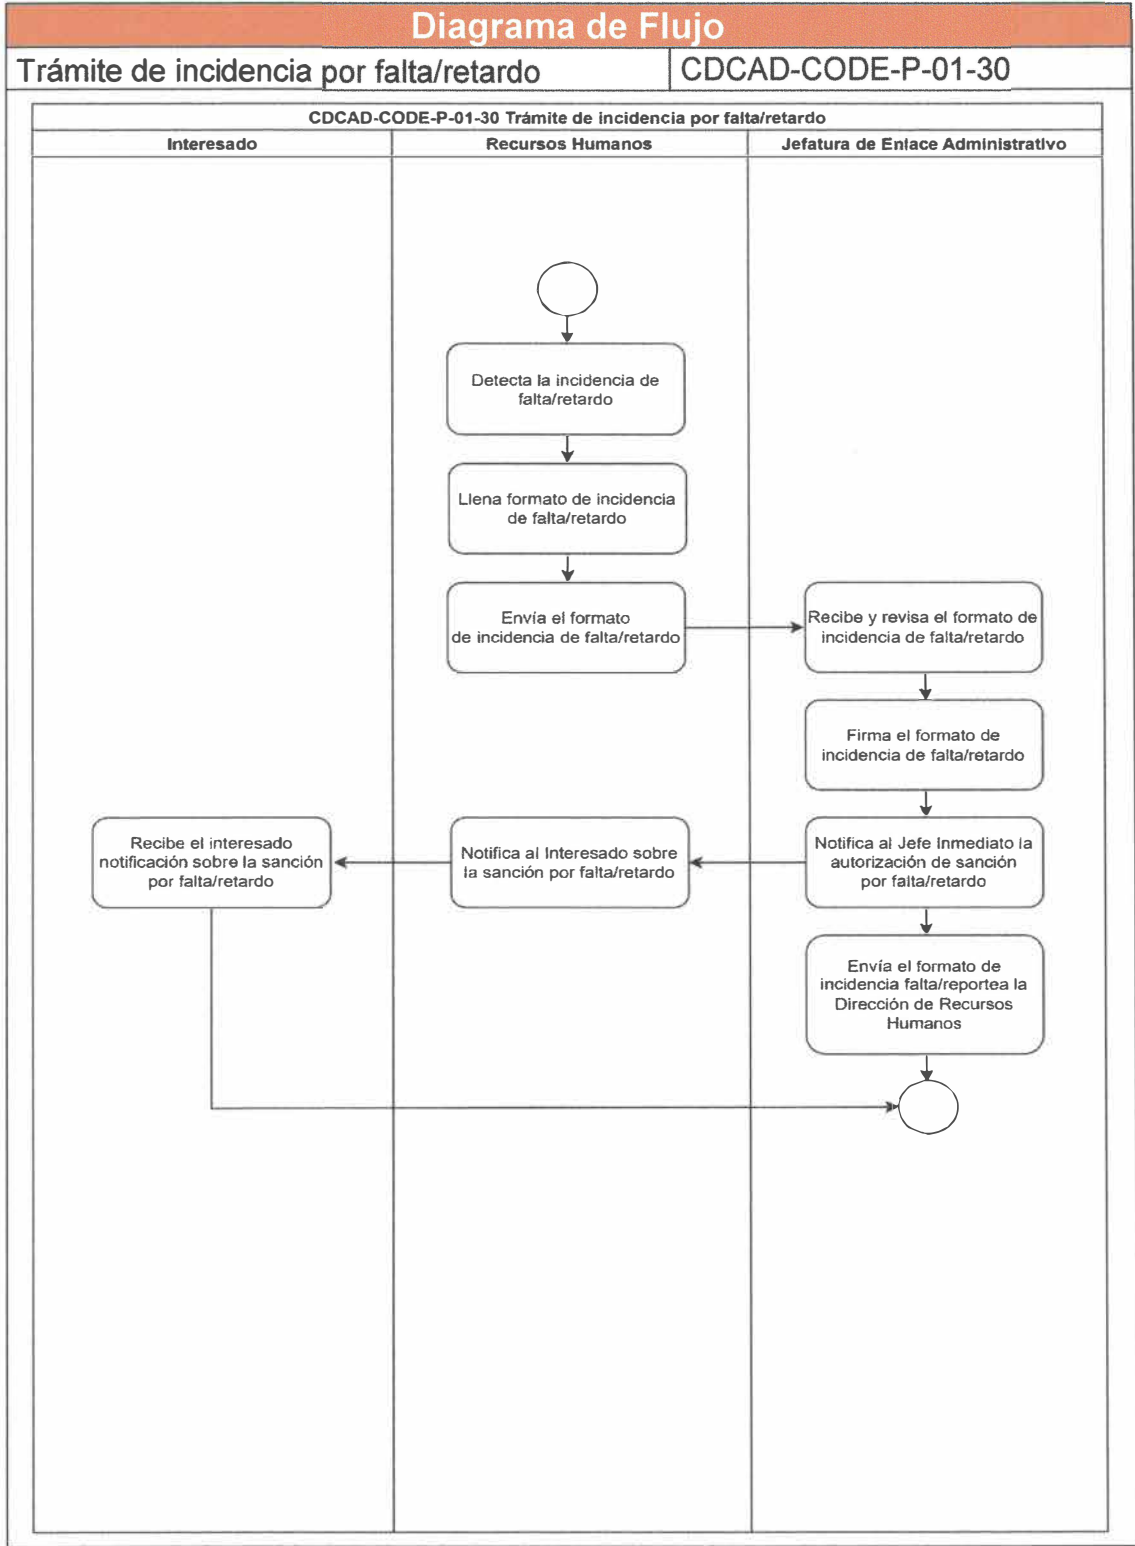 Diagrama de Flujo
Trámite de incidencia por falta/retardo
CDCAD-CODE-P-01-30
CDCAD-CODE-P-01-30 Trámite de incidencia por falta/retardo
Interesado
Recursos Humanos
Jefatura de Enlace Administrativo
Detecta la incidencia de
falta/retardo
Llena formato de incidencia
de falta/retardo
Envía el formato
de incidencia de falta/retardo
Recibe y revisa el formato de
incidencia de falta/retardo
Firma el formato de
incidencia de falta/retardo
Recibe el interesado
notificación sobre la sanción
por falta/retardo
Notifica al Interesado sobre
la sanción por falta/retardo
Notifica al Jefe Inmediato la
autorización de sanción
por falta/retardo
Envía el formato de
incidencia falta/reportea la
Dirección de Recursos
Humanos